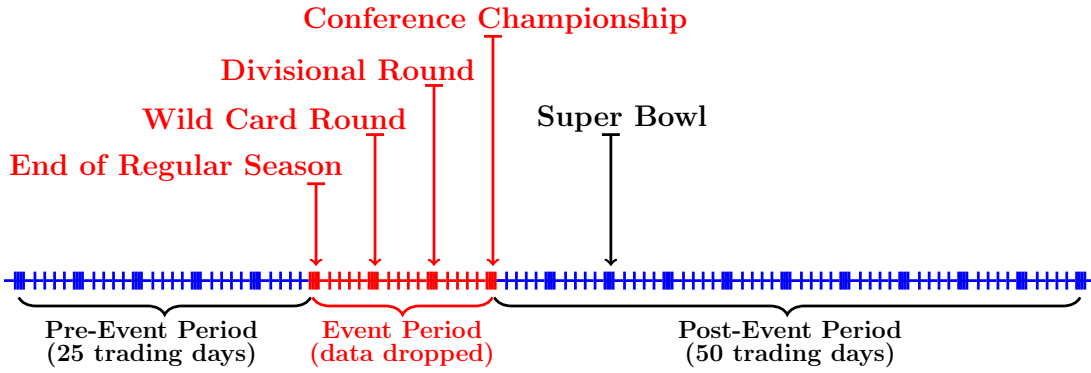 Conference Championship
Divisional Round
Wild Card Round
Super Bowl
End of Regular Season
Pre-Event Period
(25 trading days)
Event Period
(data dropped)
Post-Event Period
(50 trading days)